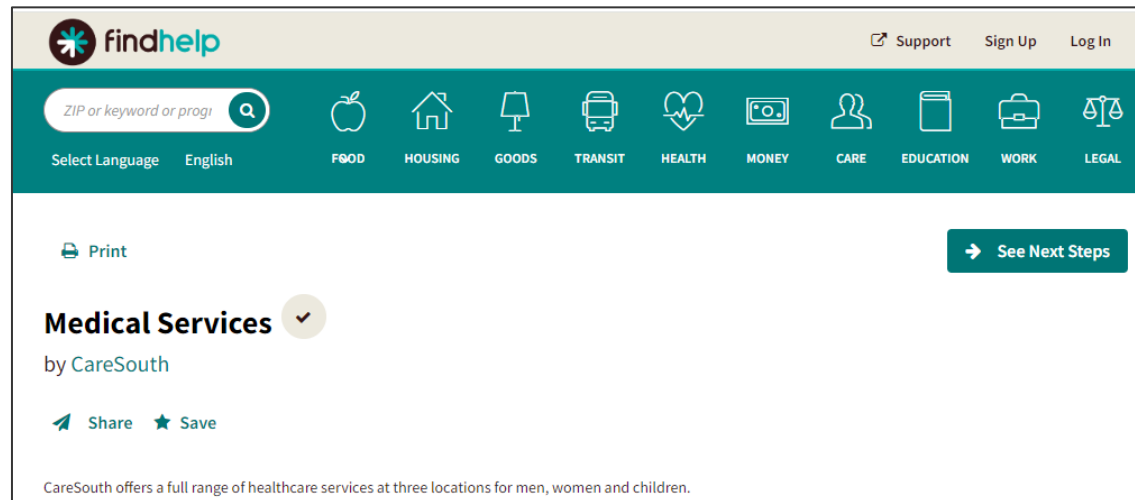 findhelp
Support Sign Up Log In
ZIP or keyword or progr
FOOD HOUSING GOODS TRANSIT HEALTH MONEY CARE EDUCATION WORK LEGAL
Select Language English
Print
See Next Steps
Medical Services
by CareSouth
Share Save
CareSouth offers a full range of healthcare services at three locations for men, women and children.